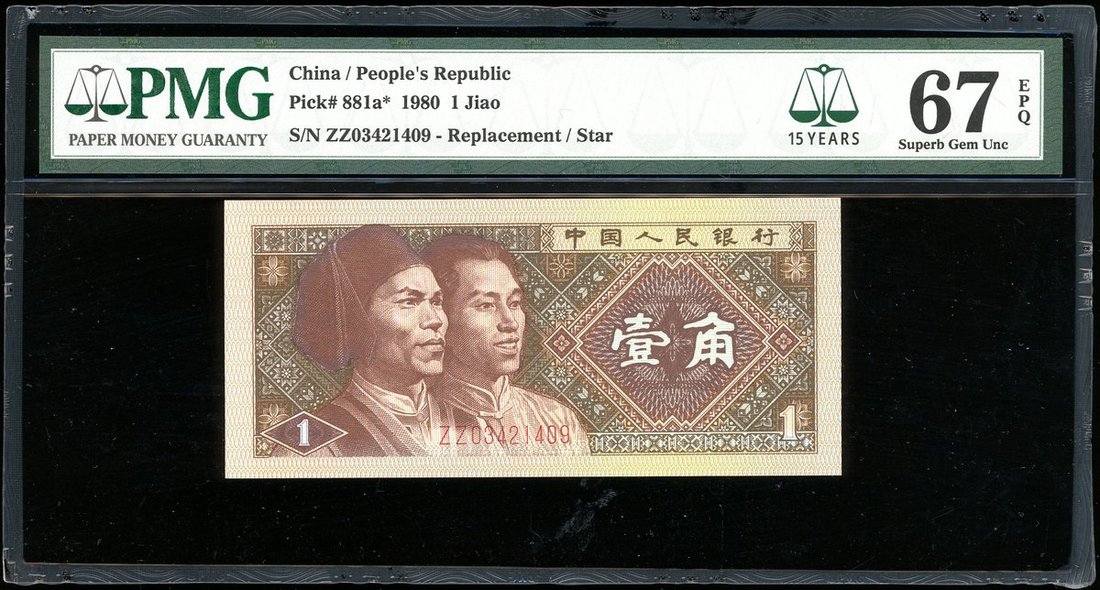 PMG
PAPER MONEY GUARANTY
China / People's Republic
Pick# 881a* 1980 1 Jiao
S/N ZZ03421409 - Replacement / Star
15 YEARS
67
EPQ
Superb Gem Unc
中国人民银行
壹角
1
ZZ03421409
1